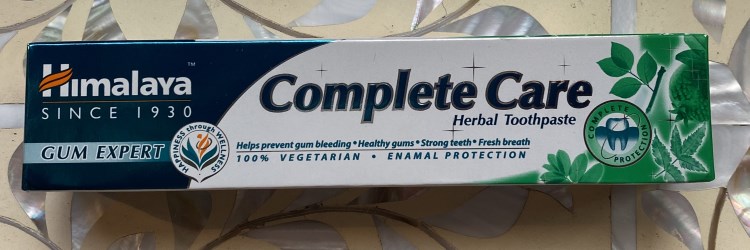 Himalaya™
SINCE 1930
GUM EXPERT
HAPPINESS through WELLNESS
Complete Care
Herbal Toothpaste
Helps prevent gum bleeding • Healthy gums • Strong teeth • Fresh breath
100% VEGETARIAN • ENAMAL PROTECTION
COMPLETE PROTECTION